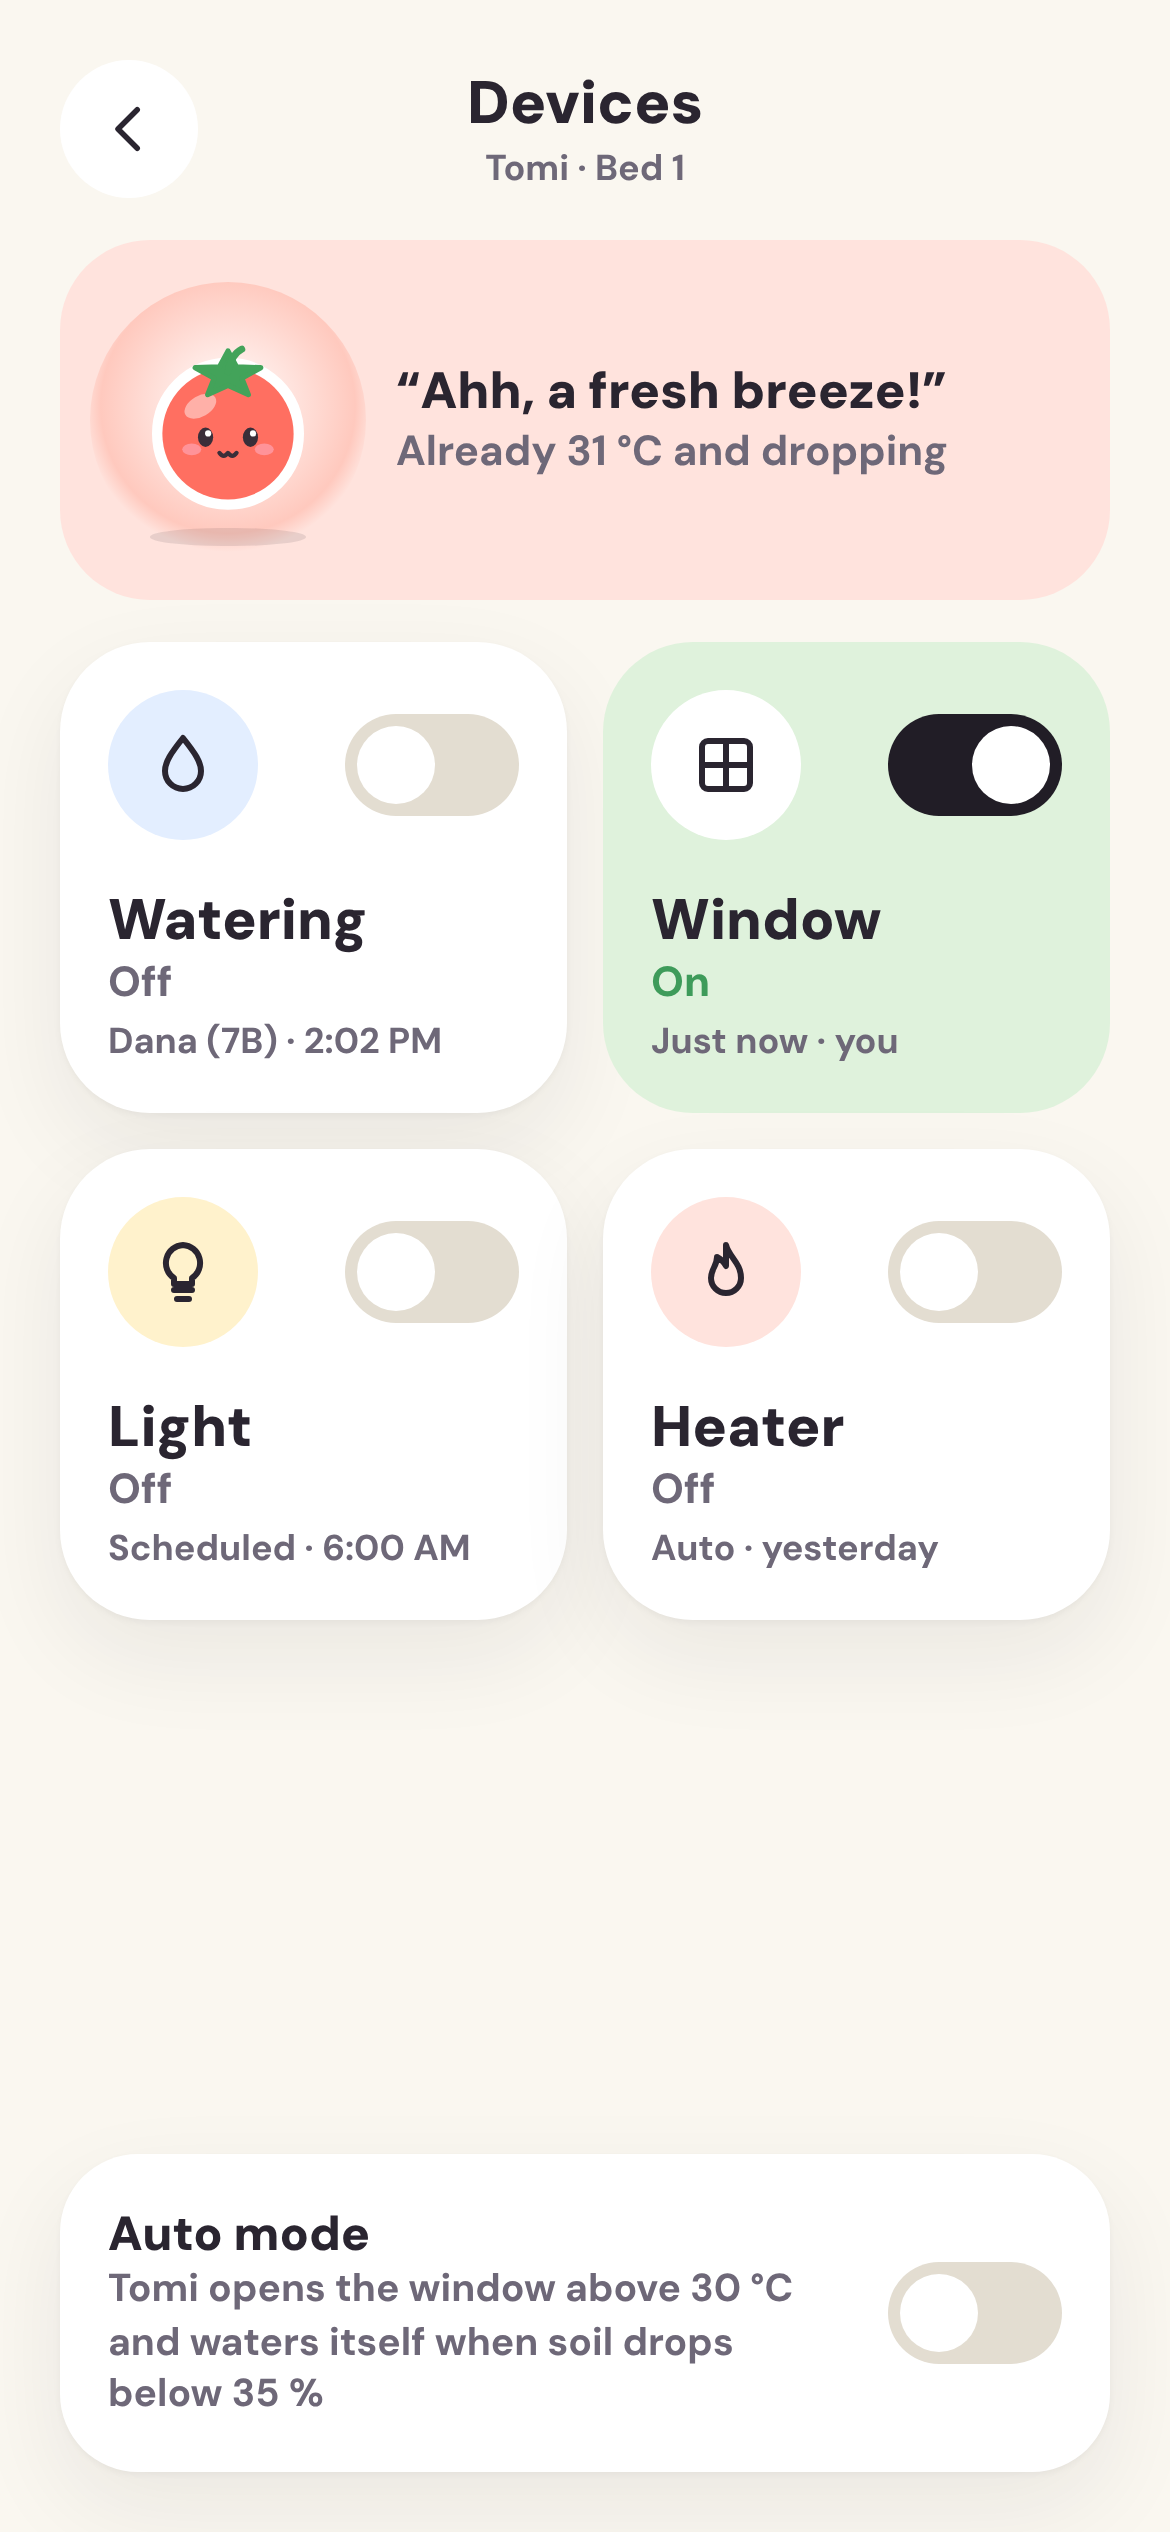 Devices
Tomi · Bed 1
“Ahh, a fresh breeze!”
Already 31 °C and dropping
Watering
Off
Dana (7B) · 2:02 PM
Window
On
Just now · you
Light
Off
Scheduled · 6:00 AM
Heater
Off
Auto · yesterday
Auto mode
Tomi opens the window above 30 °C
and waters itself when soil drops
below 35 %